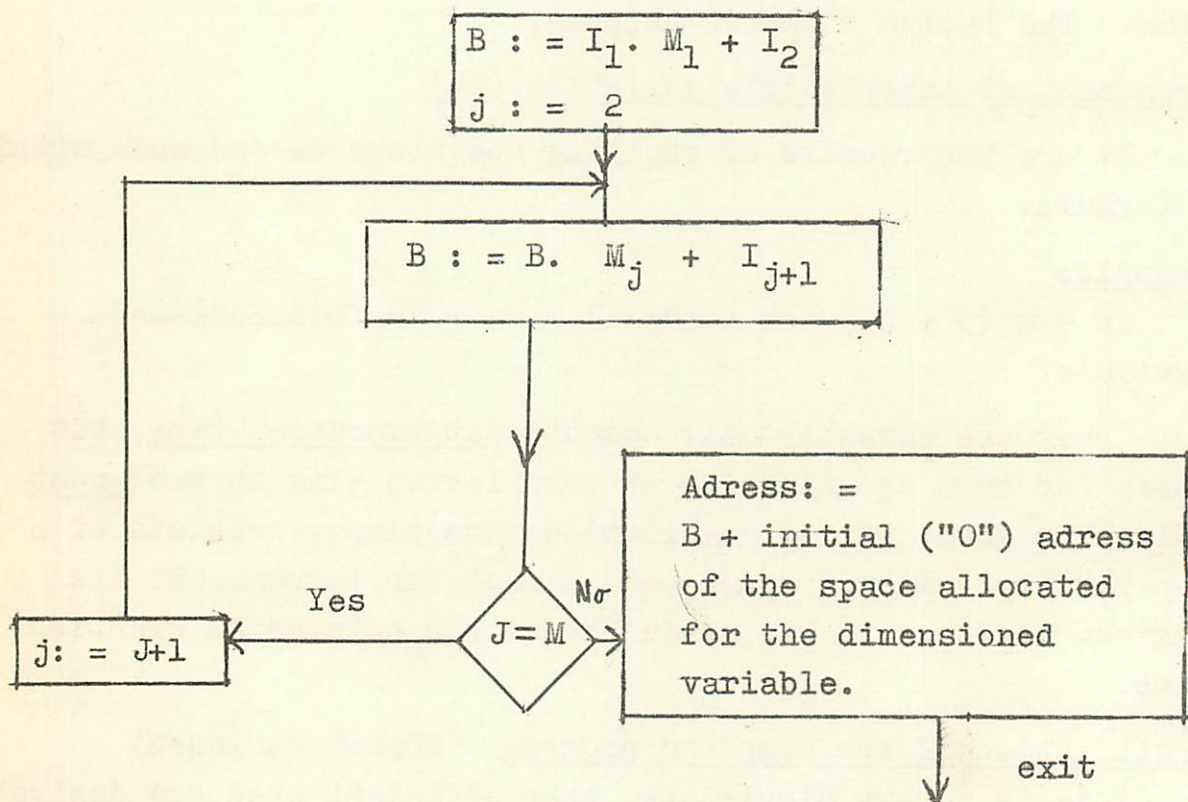 B : = I₁. M₁ + I₂
j : = 2
B : = B. Mⱼ + Iⱼ₊₁
Yes
J=M
No
j: = J+1
Adress: =
B + initial ("O") adress
of the space allocated
for the dimensioned
variable.
exit